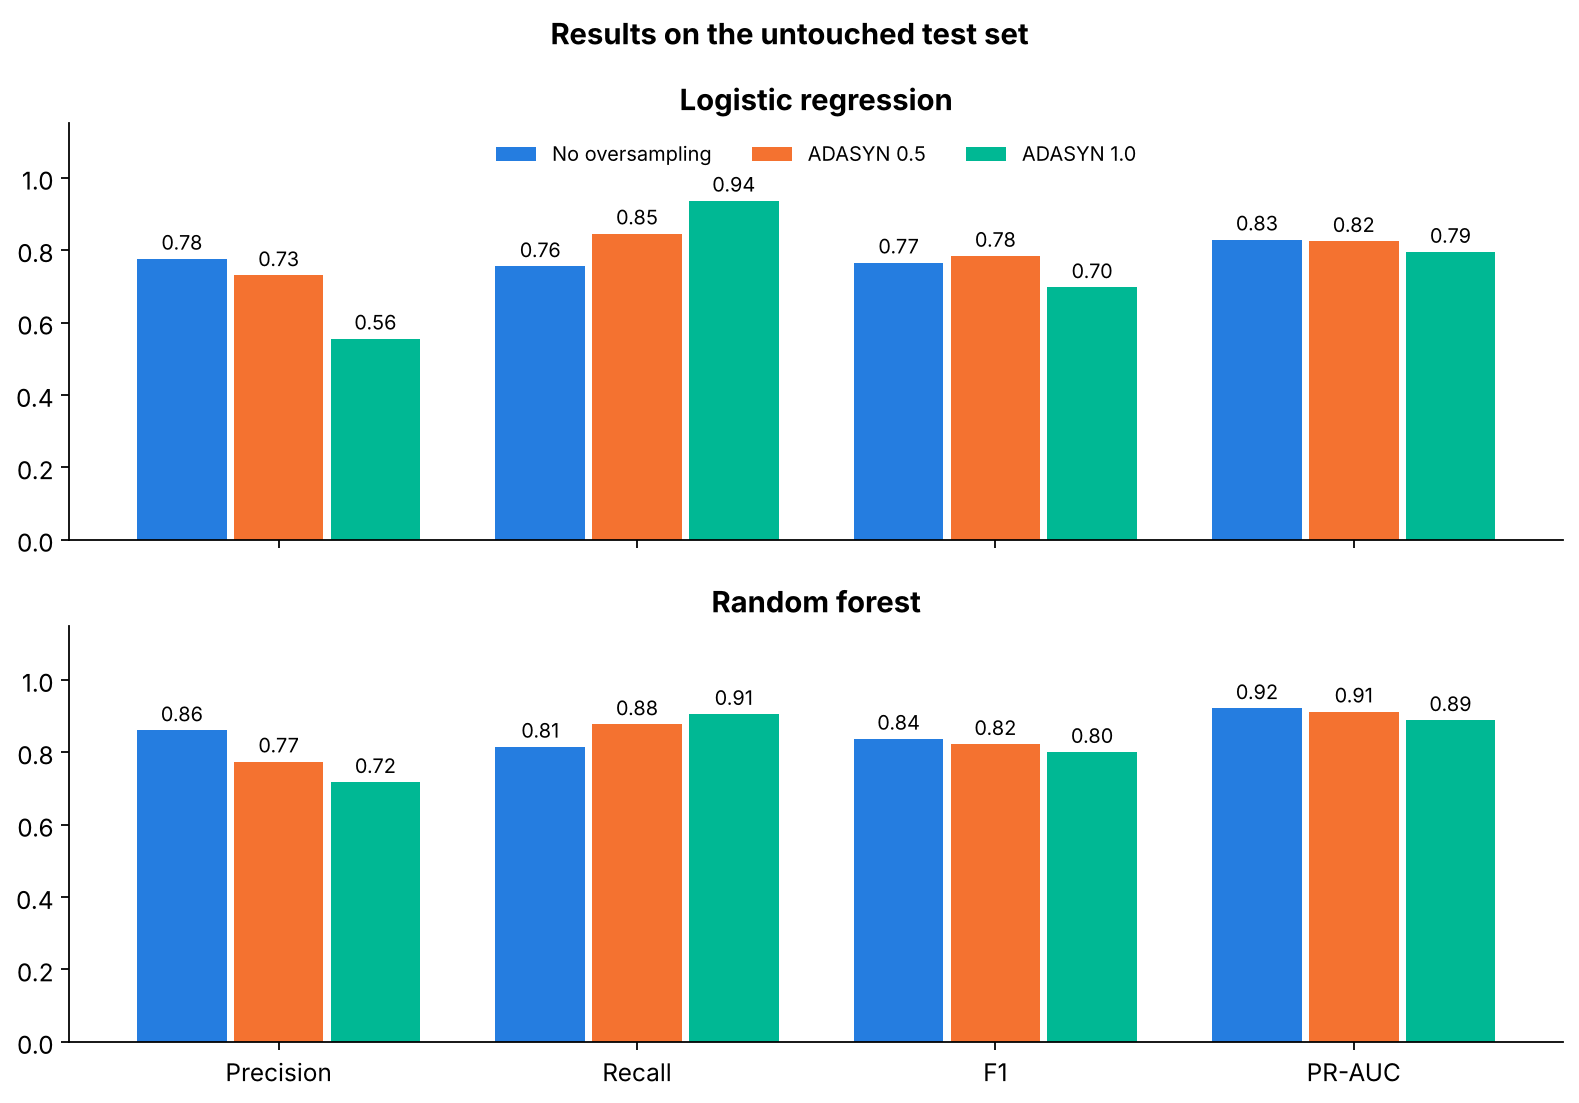 Results on the untouched test set
Logistic regression
No oversampling ADASYN 0.5 ADASYN 1.0
1.0
0.8
0.6
0.4
0.2
0.0
0.78 0.73 0.56
0.76 0.85 0.94
0.77 0.78 0.70
0.83 0.82 0.79
Random forest
1.0
0.8
0.6
0.4
0.2
0.0
0.86 0.77 0.72
0.81 0.88 0.91
0.84 0.82 0.80
0.92 0.91 0.89
Precision Recall F1 PR-AUC